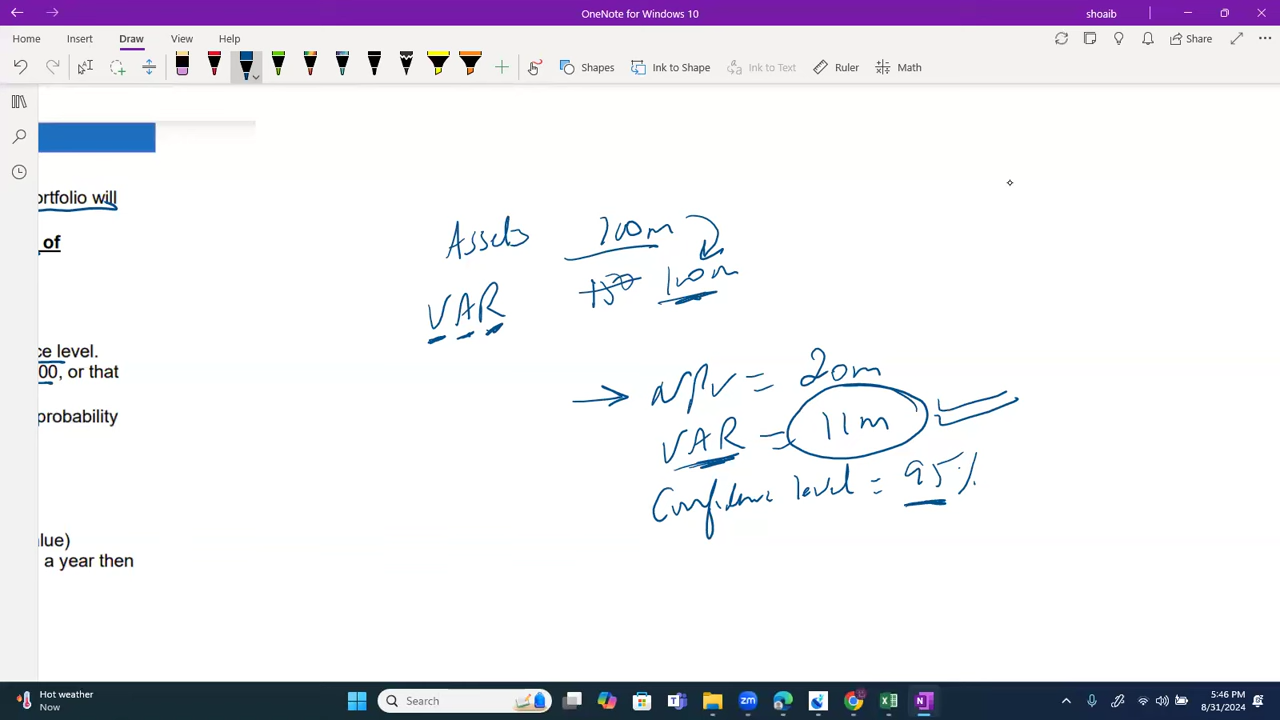 OneNote for Windows 10
shoaib
Home Insert Draw View Help
Share
Shapes Ink to Shape Ink to Text Ruler Math
ortfolio will
of
ce level.
00, or that
probability
lue)
a year then
Assets 100m
150 100m
VAR
NPV = 20m
VAR = 11m
Confidence level = 95%
Hot weather
Now
Search
5:46 PM
8/31/2024